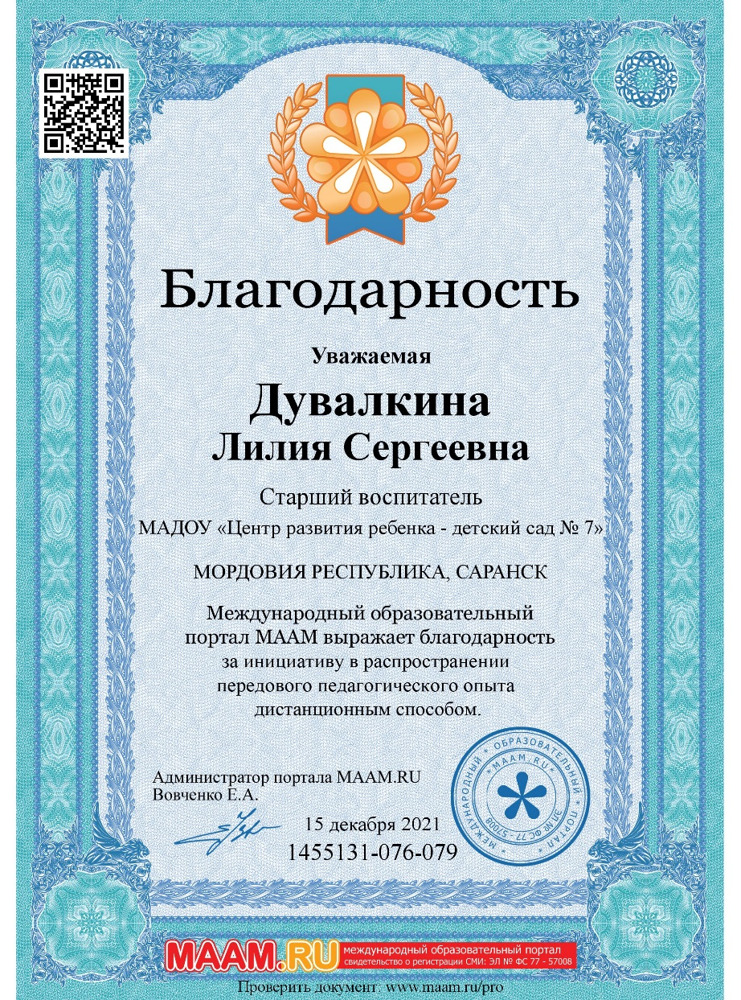 Благодарность
Уважаемая
Дувалкина
Лилия Сергеевна
Старший воспитатель
МАДОУ «Центр развития ребенка - детский сад № 7»
МОРДОВИЯ РЕСПУБЛИКА, САРАНСК
Международный образовательный
портал МААМ выражает благодарность
за инициативу в распространении
передового педагогического опыта
дистанционным способом.
Администратор портала MAAM.RU
Вовченко Е.А.
15 декабря 2021
1455131-076-079
* МЕЖДУНАРОДНЫЙ * ОБРАЗОВАТЕЛЬНЫЙ * ПОРТАЛ *
*MAAM.RU*
ЭЛ № ФС 77 - 57008
MAAM.RU
международный образовательный портал
свидетельство о регистрации СМИ: ЭЛ № ФС 77 - 57008
Проверить документ: www.maam.ru/pro